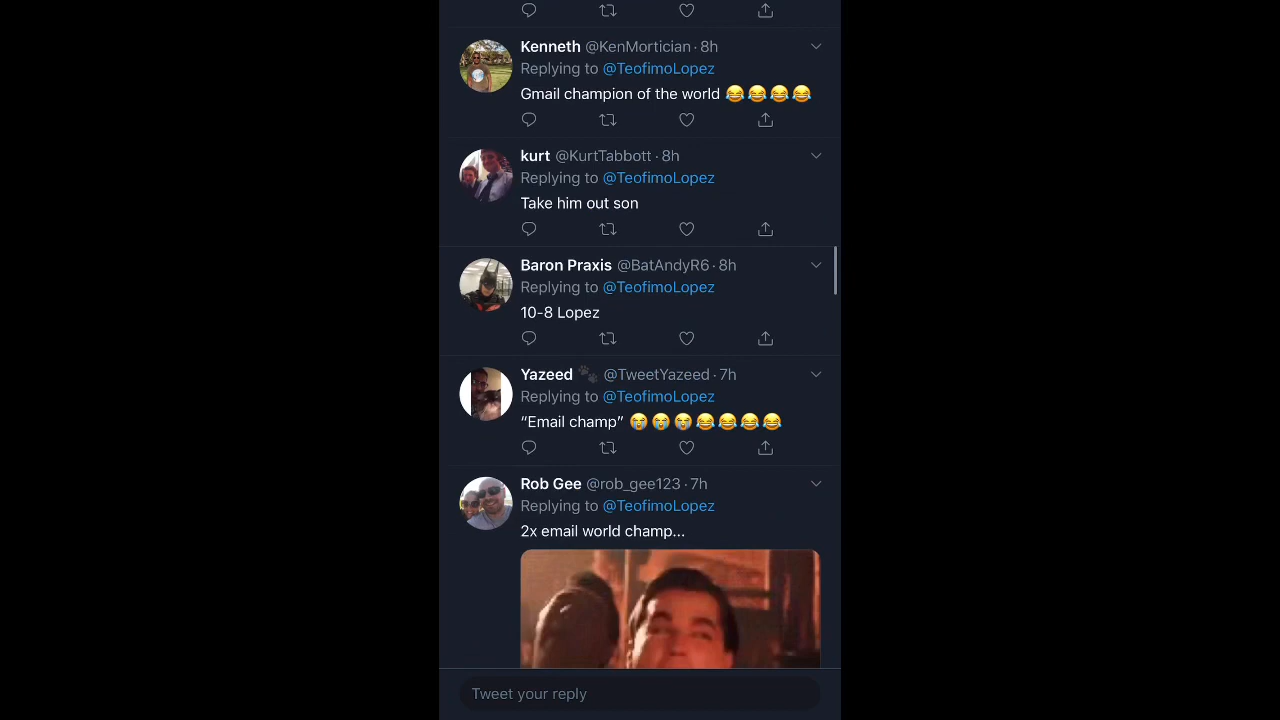 Kenneth @KenMortician · 8h
Replying to @TeofimoLopez
Gmail champion of the world 😂😂😂😂
kurt @KurtTabbott · 8h
Replying to @TeofimoLopez
Take him out son
Baron Praxis @BatAndyR6 · 8h
Replying to @TeofimoLopez
10-8 Lopez
Yazeed 🐾 @TweetYazeed · 7h
Replying to @TeofimoLopez
“Email champ” 😭😭😭😂😂😂😂
Rob Gee @rob_gee123 · 7h
Replying to @TeofimoLopez
2x email world champ...
Tweet your reply